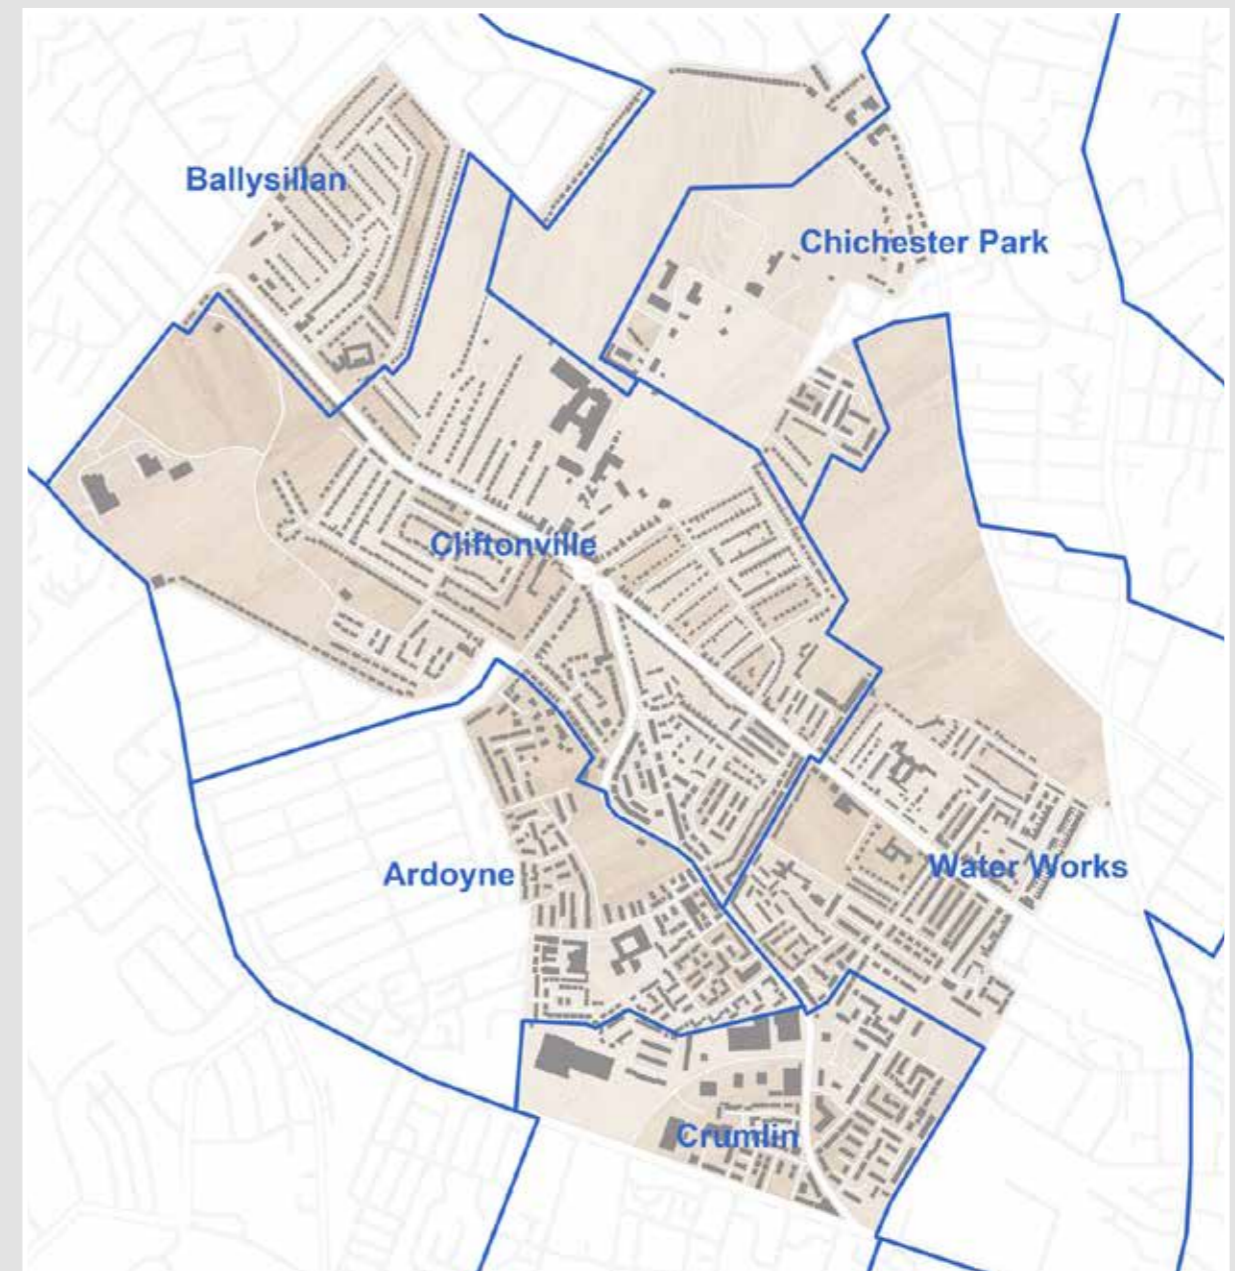 Ballysillan
Chichester Park
Cliftonville
Water Works
Ardoyne
Crumlin